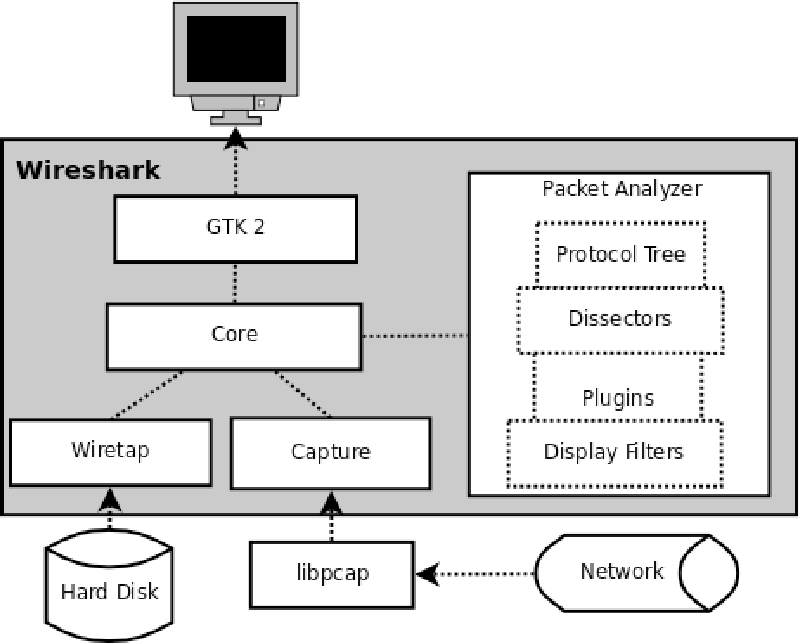 Wireshark
Packet Analyzer
GTK 2
Protocol Tree
Dissectors
Core
Plugins
Wiretap
Capture
Display Filters
Hard Disk
libpcap
Network